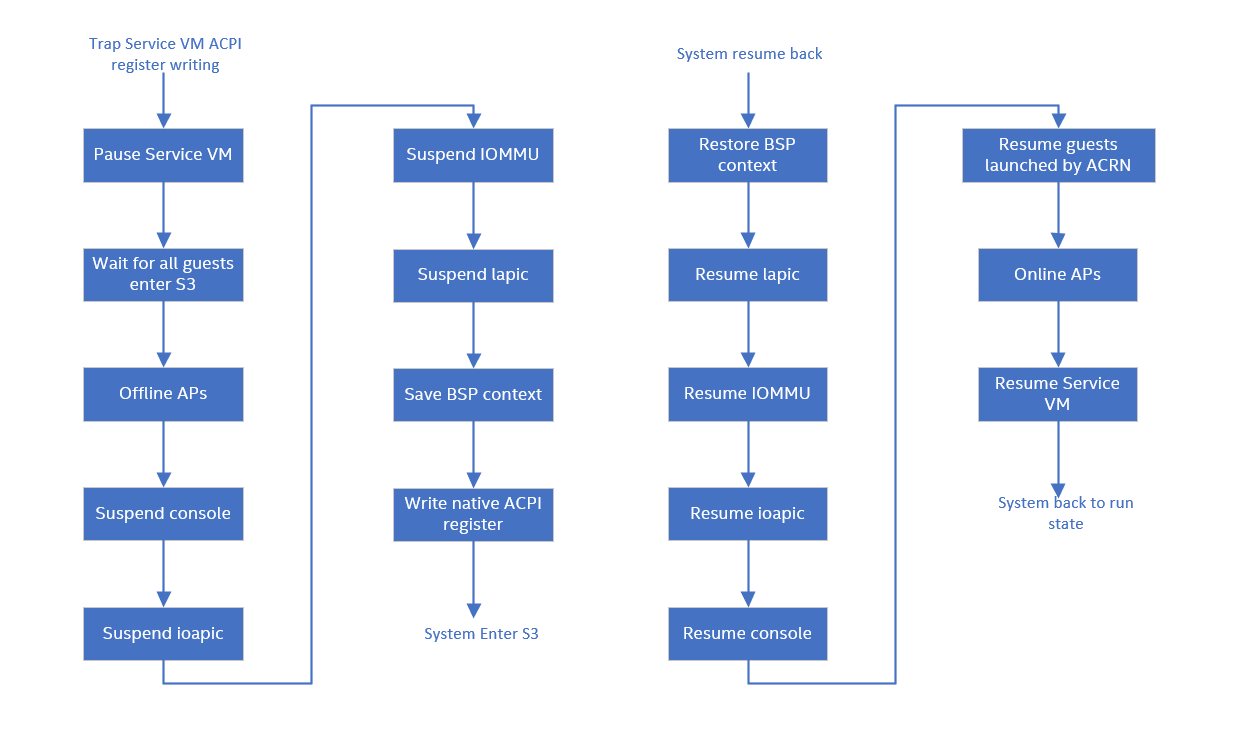 Trap Service VM ACPI
register writing
Pause Service VM
Wait for all guests
enter S3
Offline APs
Suspend console
Suspend ioapic
Suspend IOMMU
Suspend lapic
Save BSP context
Write native ACPI
register
System Enter S3
System resume back
Restore BSP
context
Resume lapic
Resume IOMMU
Resume ioapic
Resume console
Resume guests
launched by ACRN
Online APs
Resume Service
VM
System back to run
state